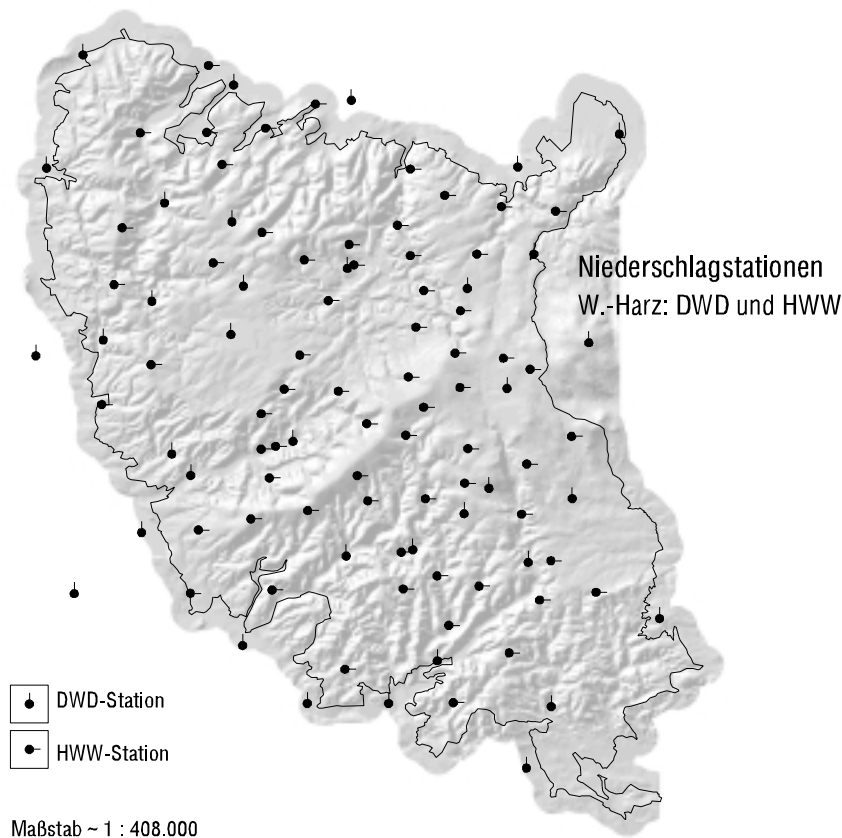 Niederschlagstationen
W.-Harz: DWD und HWW
DWD-Station
HWW-Station
Maßstab ~ 1 : 408.000